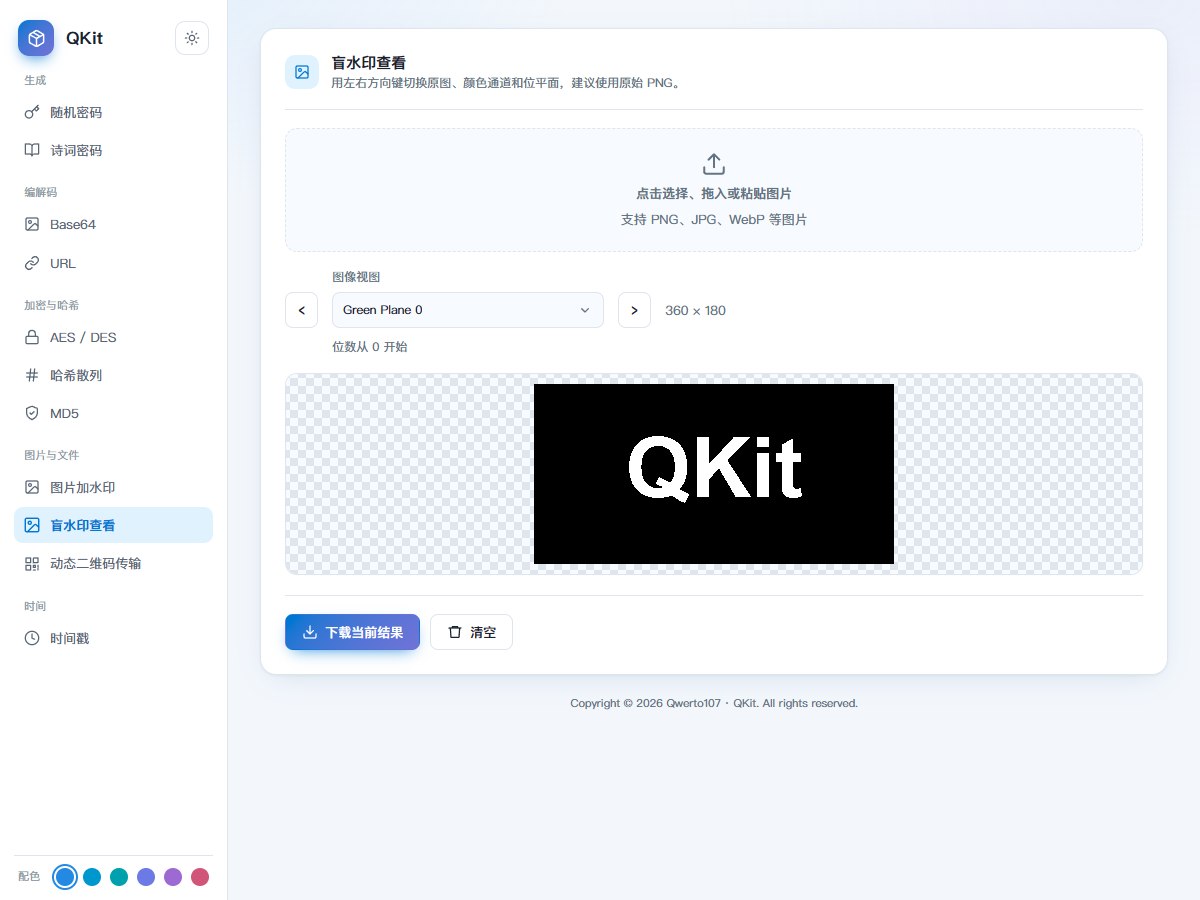 QKit
生成
随机密码
诗词密码
编解码
Base64
URL
加密与哈希
AES / DES
哈希散列
MD5
图片与文件
图片加水印
盲水印查看
动态二维码传输
时间
时间戳
配色
盲水印查看
用左右方向键切换原图、颜色通道和位平面，建议使用原始 PNG。
点击选择、拖入或粘贴图片
支持 PNG、JPG、WebP 等图片
图像视图
<
Green Plane 0
>
360 × 180
位数从 0 开始
QKit
下载当前结果
清空
Copyright © 2026 Qwerto107 · QKit. All rights reserved.